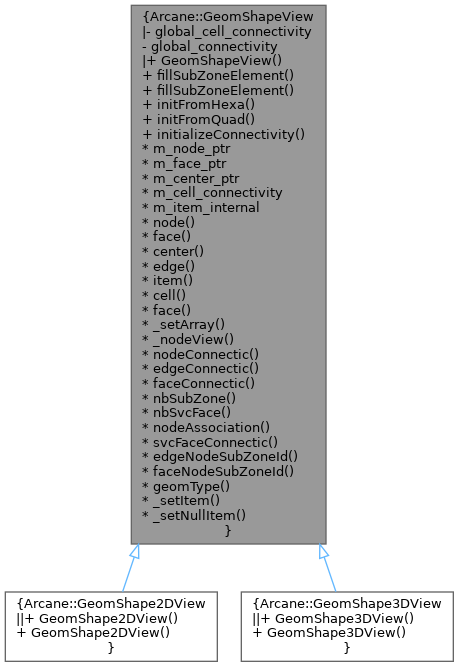 {Arcane::GeomShapeView
|- global_cell_connectivity
- global_connectivity
|+ GeomShapeView()
+ fillSubZoneElement()
+ fillSubZoneElement()
+ initFromHexa()
+ initFromQuad()
+ initializeConnectivity()
* m_node_ptr
* m_face_ptr
* m_center_ptr
* m_cell_connectivity
* m_item_internal
* node()
* face()
* center()
* edge()
* item()
* cell()
* face()
* _setArray()
* _nodeView()
* nodeConnectic()
* edgeConnectic()
* faceConnectic()
* nbSubZone()
* nbSvcFace()
* nodeAssociation()
* svcFaceConnectic()
* edgeNodeSubZoneId()
* faceNodeSubZoneId()
* geomType()
* _setItem()
* _setNullItem()
}
{Arcane::GeomShape2DView
||+ GeomShape2DView()
+ GeomShape2DView()
}
{Arcane::GeomShape3DView
||+ GeomShape3DView()
+ GeomShape3DView()
}